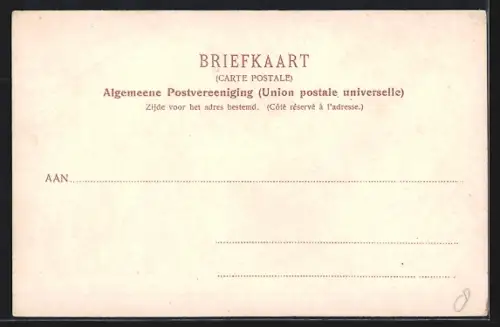 BRIEFKAART
(CARTE POSTALE)
Algemeene Postvereeniging (Union postale universelle)
Zijde voor het adres bestemd. (Côté réservé à l'adresse.)
AAN
8